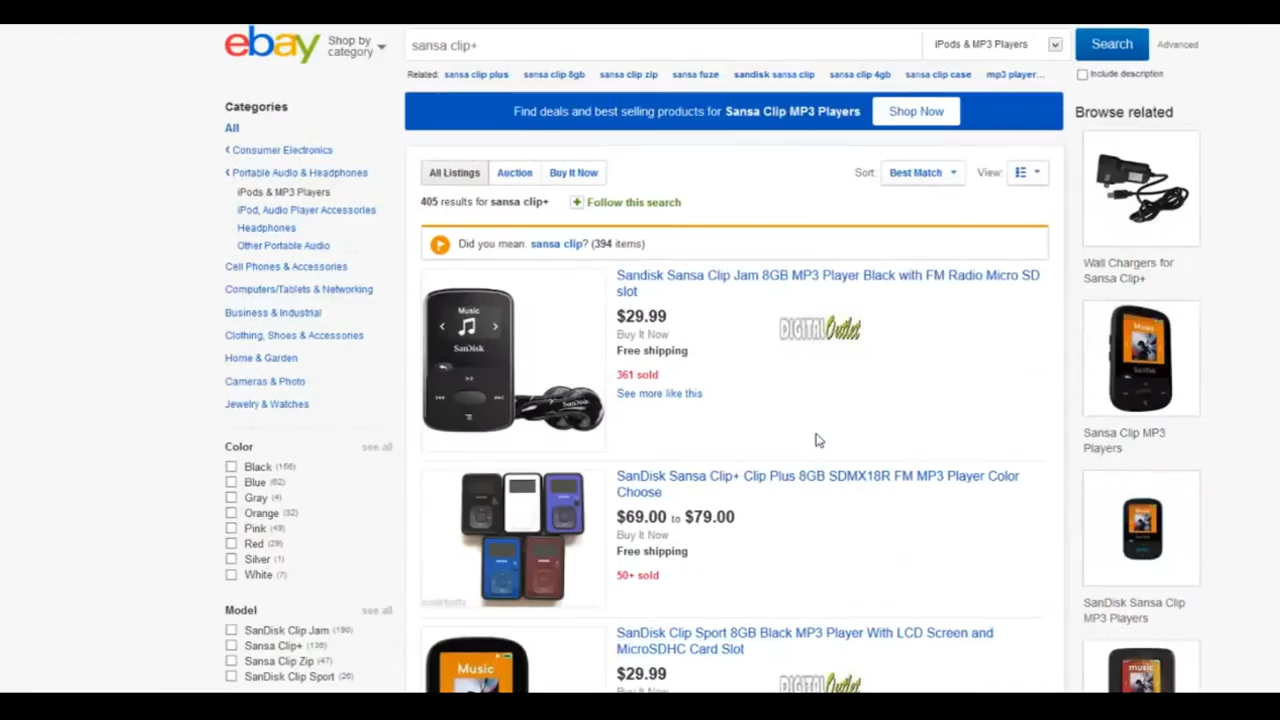 ebay
Shop by
category
sansa clip+
iPods & MP3 Players
Search
Advanced
Related: sansa clip plus sansa clip 8gb sansa clip zip sansa fuze sandisk sansa clip sansa clip 4gb sansa clip case mp3 player...
Include description
Categories
All
Consumer Electronics
Portable Audio & Headphones
iPods & MP3 Players
iPod, Audio Player Accessories
Headphones
Other Portable Audio
Cell Phones & Accessories
Computers/Tablets & Networking
Business & Industrial
Clothing, Shoes & Accessories
Home & Garden
Cameras & Photo
Jewelry & Watches
Color see all
Black (166)
Blue (62)
Gray (4)
Orange (32)
Pink (49)
Red (29)
Silver (1)
White (7)
Model see all
SanDisk Clip Jam (190)
Sansa Clip+ (136)
Sansa Clip Zip (47)
SanDisk Clip Sport (26)
Find deals and best selling products for Sansa Clip MP3 Players Shop Now
All Listings Auction Buy It Now
Sort: Best Match View:
405 results for sansa clip+ Follow this search
Did you mean: sansa clip? (394 items)
Music
SanDisk
SanDisk
Sandisk Sansa Clip Jam 8GB MP3 Player Black with FM Radio Micro SD
slot
$29.99
Buy It Now
Free shipping
361 sold
See more like this
DIGITAL Outlet
SanDisk Sansa Clip+ Clip Plus 8GB SDMX18R FM MP3 Player Color
Choose
$69.00 to $79.00
Buy It Now
Free shipping
50+ sold
Music
SanDisk Clip Sport 8GB Black MP3 Player With LCD Screen and
MicroSDHC Card Slot
$29.99
Buy It Now
DIGITAL Outlet
Browse related
Wall Chargers for
Sansa Clip+
Music
SanDisk
Sansa Clip MP3
Players
SanDisk Sansa Clip
MP3 Players
music